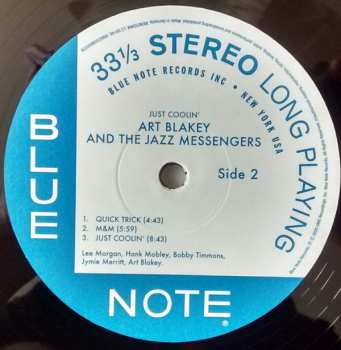 33 1/3 STEREO LONG PLAYING
BLUE NOTE RECORDS INC • NEW YORK USA
JUST COOLIN'
ART BLAKEY
AND THE JAZZ MESSENGERS
Side 2
1. QUICK TRICK (4:43)
2. M&M (5:59)
3. JUST COOLIN' (8:43)
Lee Morgan, Hank Mobley, Bobby Timmons,
Jymie Merritt, Art Blakey.
BLUE
NOTE®